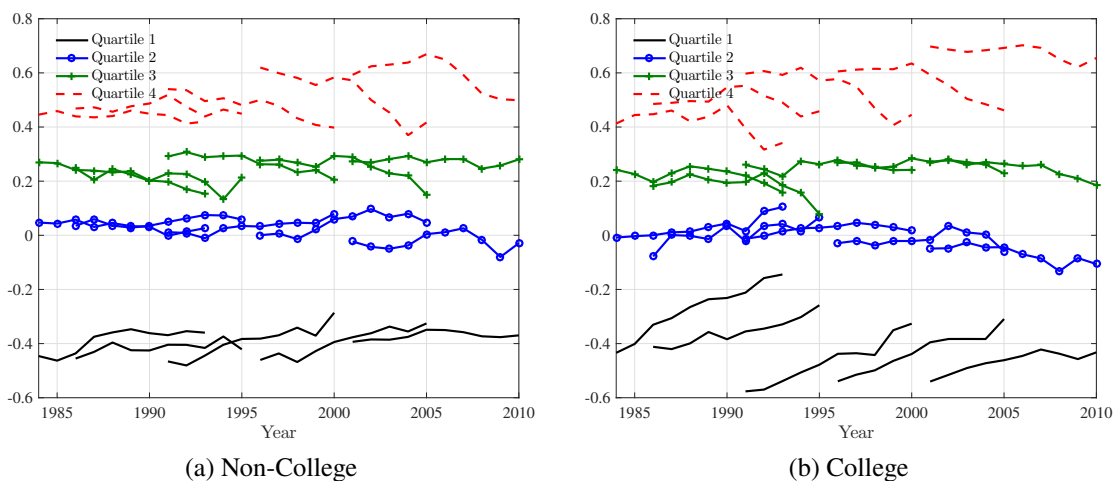 0.8
0.6
0.4
0.2
0
-0.2
-0.4
-0.6
Quartile 1
Quartile 2
Quartile 3
Quartile 4
1985 1990 1995 2000 2005 2010
Year
(a) Non-College
0.8
0.6
0.4
0.2
0
-0.2
-0.4
-0.6
Quartile 1
Quartile 2
Quartile 3
Quartile 4
1985 1990 1995 2000 2005 2010
Year
(b) College